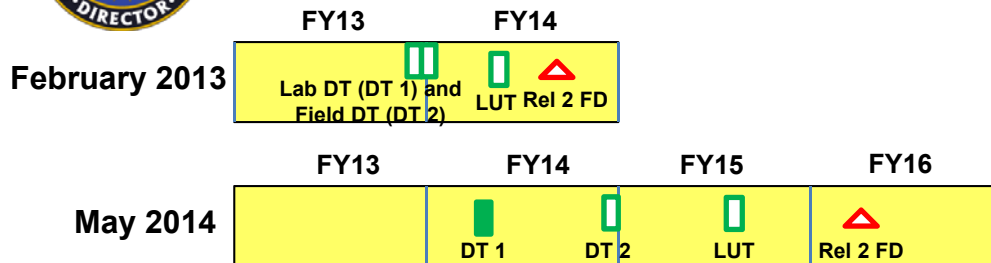 DIRECTOR
FY13 FY14
February 2013
Lab DT (DT 1) and
Field DT (DT 2)
LUT Rel 2 FD
FY13 FY14 FY15 FY16
May 2014
DT 1 DT 2 LUT Rel 2 FD